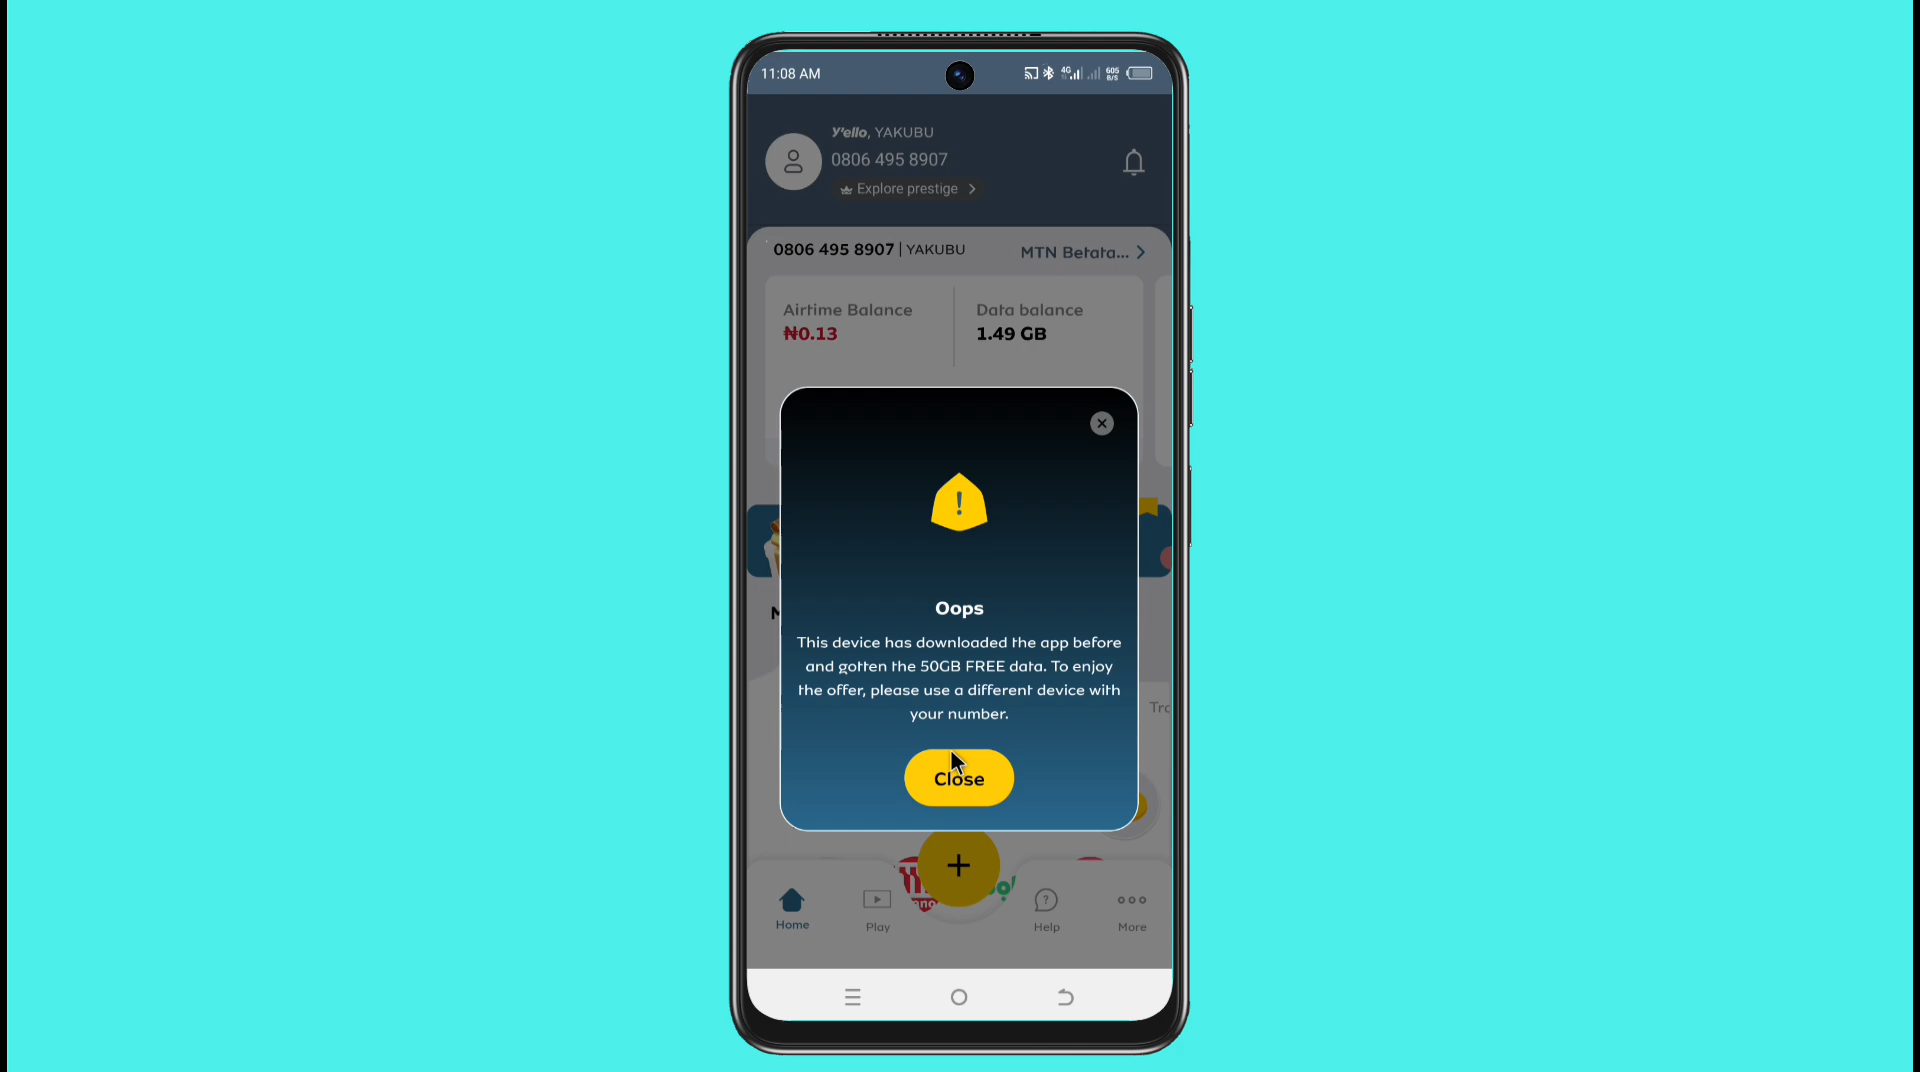 11:08 AM
4G
605
B/S
Y'ello, YAKUBU
0806 495 8907
Explore prestige
0806 495 8907 | YAKUBU
MTN Betata...
Airtime Balance
Data balance
₦0.13
1.49 GB
!
Oops
This device has downloaded the app before
and gotten the 50GB FREE data. To enjoy
the offer, please use a different device with
your number.
Close
+
Home
Play
Help
More